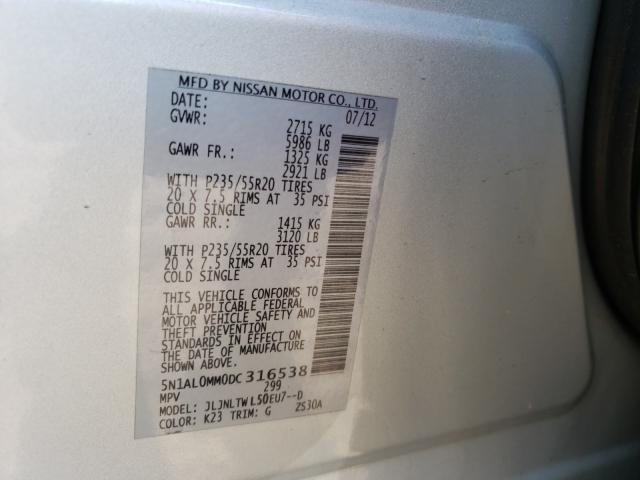 MFD BY NISSAN MOTOR CO., LTD.
DATE: 07/12
GVWR: 2715 KG
5986 LB
GAWR FR.: 1325 KG
2921 LB
WITH P235/55R20 TIRES
20 X 7.5 RIMS AT 35 PSI
COLD SINGLE
GAWR RR.: 1415 KG
3120 LB
WITH P235/55R20 TIRES
20 X 7.5 RIMS AT 35 PSI
COLD SINGLE
THIS VEHICLE CONFORMS TO
ALL APPLICABLE FEDERAL
MOTOR VEHICLE SAFETY AND
THEFT PREVENTION
STANDARDS IN EFFECT ON
THE DATE OF MANUFACTURE
SHOWN ABOVE.
5N1AL0MM0DC316538
MPV 299
MODEL: JLJNLTWL50EU7--D
COLOR: K23 TRIM: G ZS30A